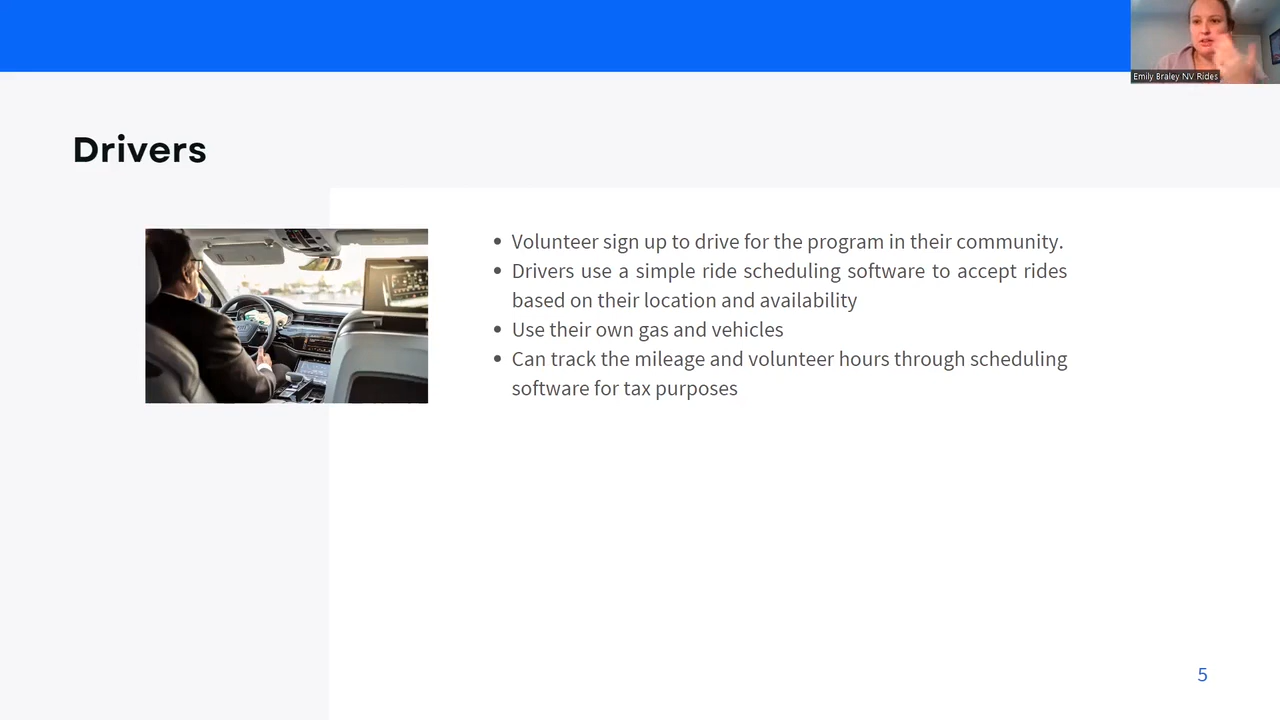 Emily Braley NV Rides
Drivers
• Volunteer sign up to drive for the program in their community.
• Drivers use a simple ride scheduling software to accept rides
based on their location and availability
• Use their own gas and vehicles
• Can track the mileage and volunteer hours through scheduling
software for tax purposes
5